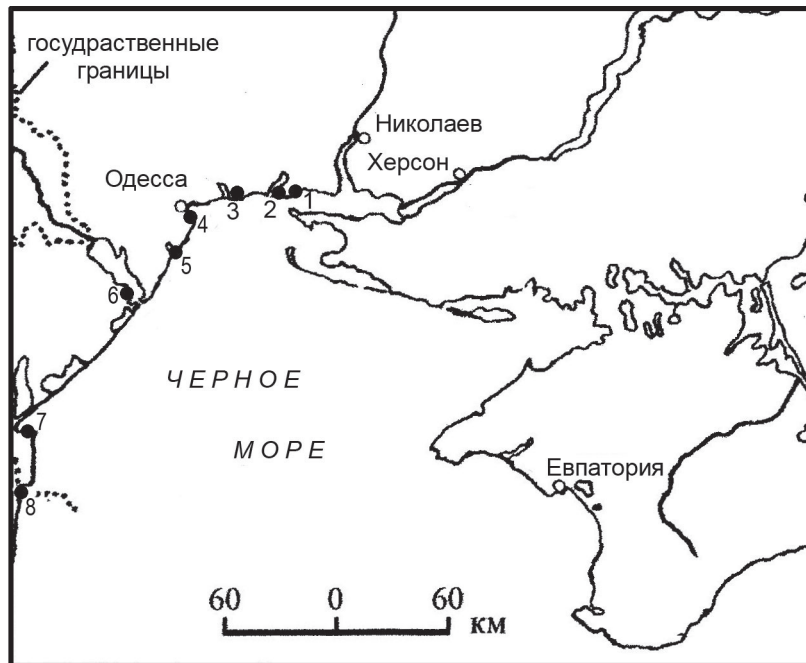 госудраственные
границы
Николаев
Херсон
Одесса
1
2
3
4
5
6
ЧЕРНОЕ
МОРЕ
7
Евпатория
8
60 0 60
км